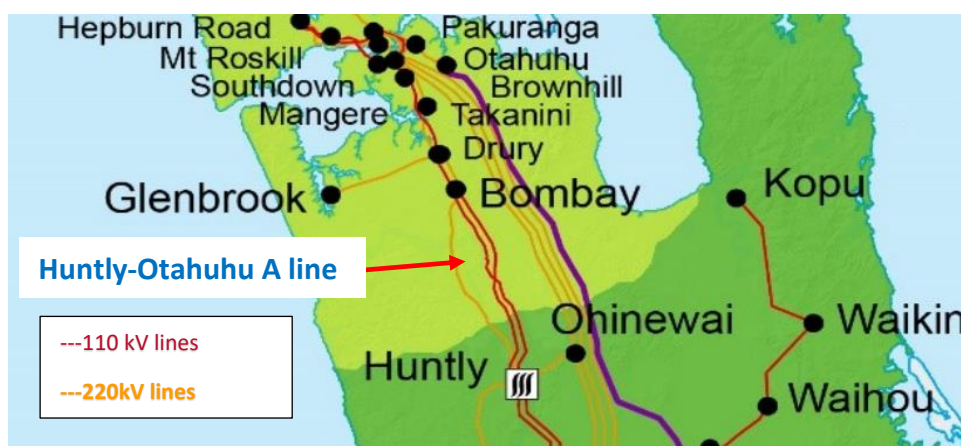 Hepburn Road
Pakuranga
Mt Roskill
Otahuhu
Southdown
Brownhill
Mangere
Takanini
Drury
Glenbrook
Bombay
Kopu
Huntly-Otahuhu A line
Ohinewai
Waikin
---110 kV lines
Huntly
---220kV lines
Waihou